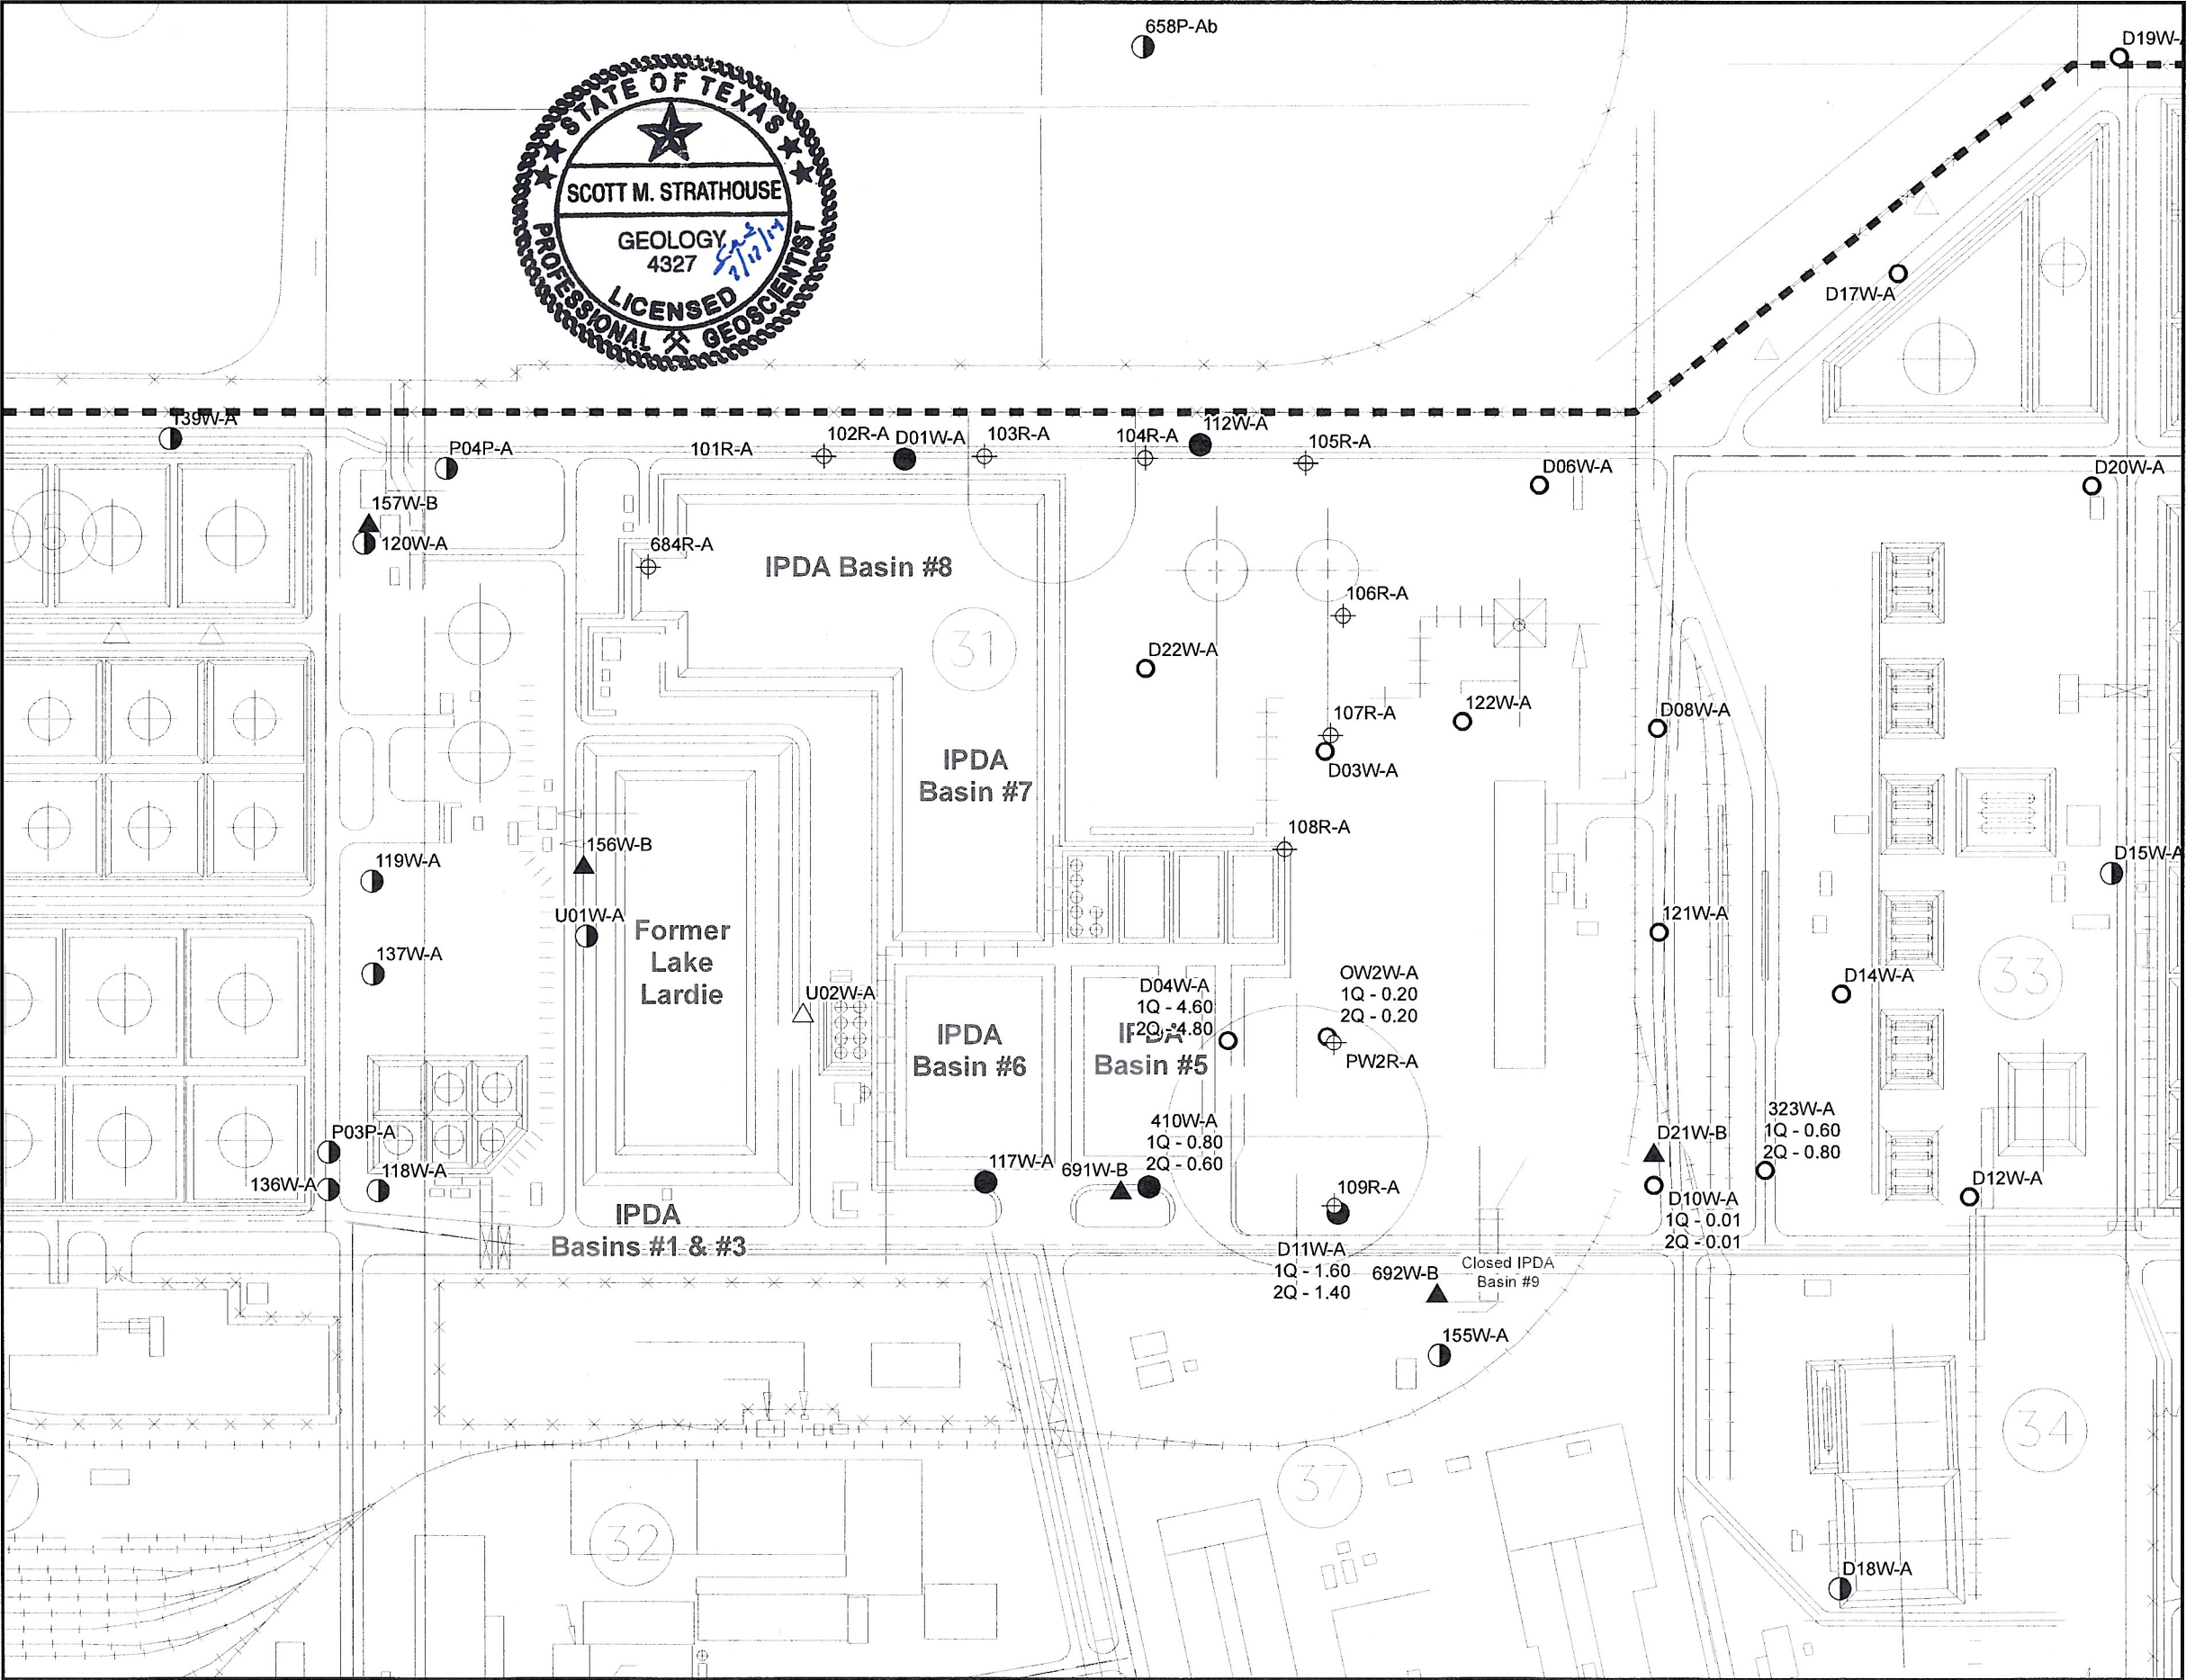 658P-Ab
D19W-
STATE OF TEXAS
SCOTT M. STRATHOUSE
GEOLOGY
4327
LICENSED
PROFESSIONAL GEOSCIENTIST
D17W-A
139W-A
P04P-A
101R-A
102R-A
D01W-A
103R-A
104R-A
112W-A
105R-A
D06W-A
D20W-A
157W-B
120W-A
684R-A
IPDA Basin #8
106R-A
31
D22W-A
107R-A
122W-A
D08W-A
D03W-A
IPDA
Basin #7
108R-A
156W-B
119W-A
D15W-A
U01W-A
121W-A
Former
Lake
Lardie
137W-A
D14W-A
33
U02W-A
D04W-A
1Q - 4.60
2Q - 4.80
OW2W-A
1Q - 0.20
2Q - 0.20
PW2R-A
IPDA
Basin #6
IPDA
Basin #5
410W-A
1Q - 0.80
2Q - 0.60
323W-A
1Q - 0.60
2Q - 0.80
P03P-A
D21W-B
136W-A
118W-A
117W-A
691W-B
109R-A
D12W-A
D10W-A
1Q - 0.01
2Q - 0.01
IPDA
Basins #1 & #3
D11W-A
1Q - 1.60
2Q - 1.40
692W-B
Closed IPDA
Basin #9
155W-A
34
37
32
D18W-A